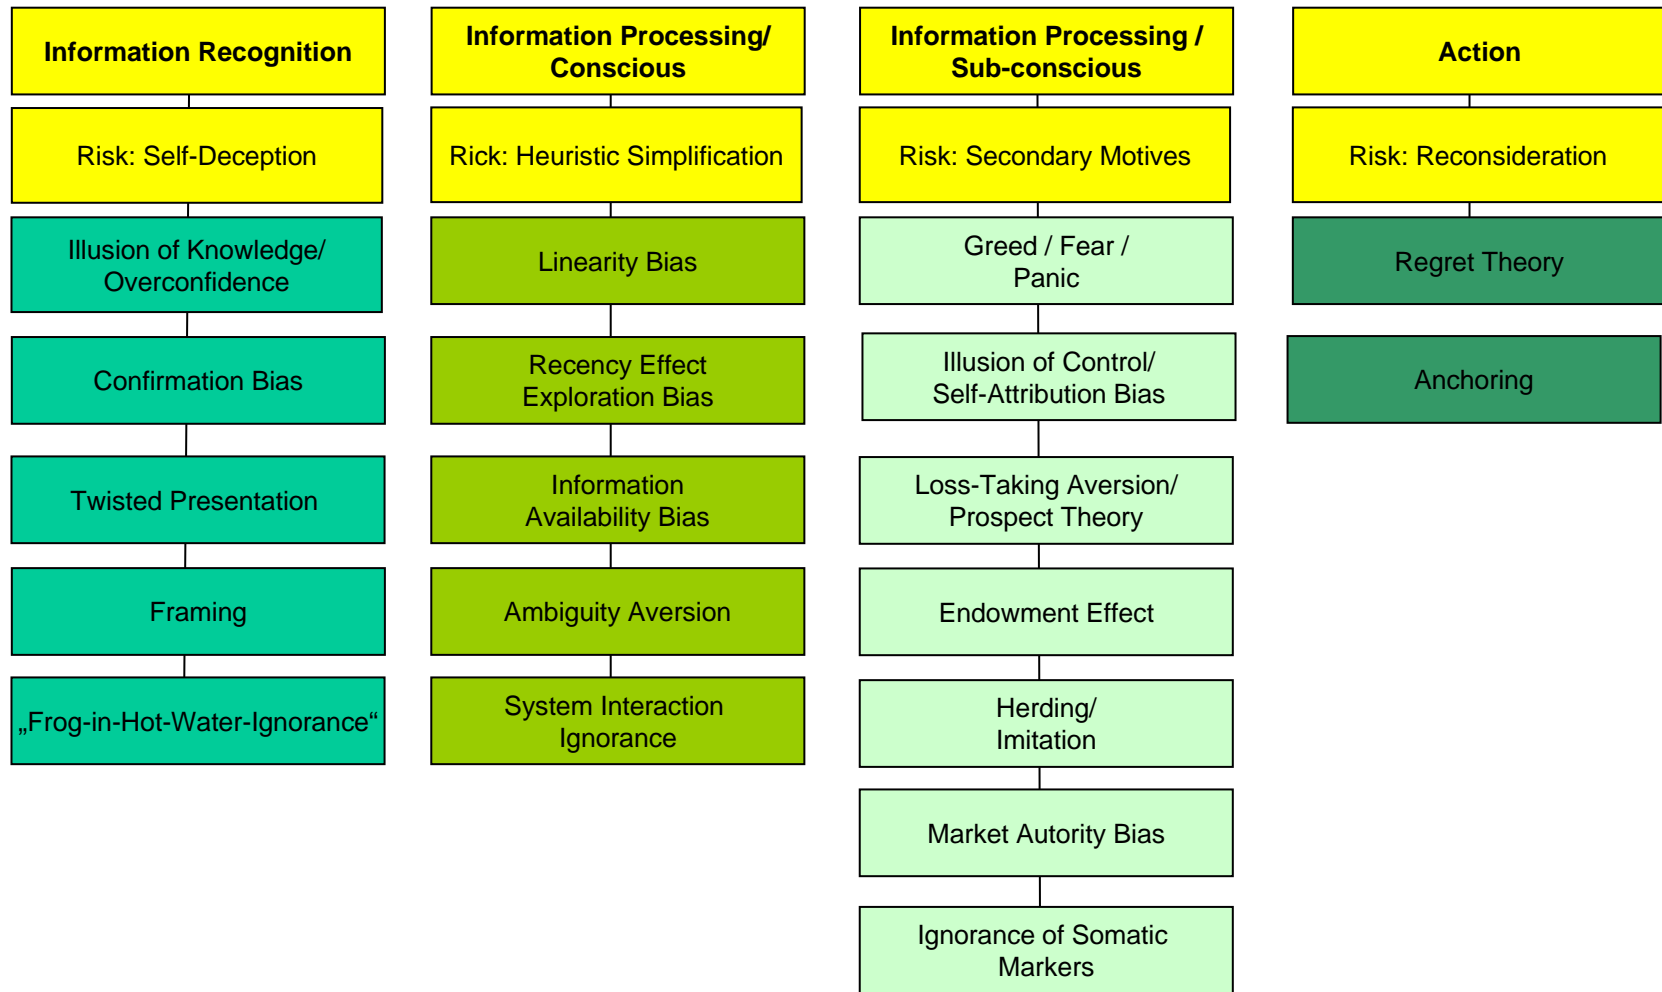 Information Recognition
Risk: Self-Deception
Illusion of Knowledge/
Overconfidence
Confirmation Bias
Twisted Presentation
Framing
„Frog-in-Hot-Water-Ignorance“
Information Processing/
Conscious
Rick: Heuristic Simplification
Linearity Bias
Recency Effect
Exploration Bias
Information
Availability Bias
Ambiguity Aversion
System Interaction
Ignorance
Information Processing /
Sub-conscious
Risk: Secondary Motives
Greed / Fear /
Panic
Illusion of Control/
Self-Attribution Bias
Loss-Taking Aversion/
Prospect Theory
Endowment Effect
Herding/
Imitation
Market Autority Bias
Ignorance of Somatic
Markers
Action
Risk: Reconsideration
Regret Theory
Anchoring